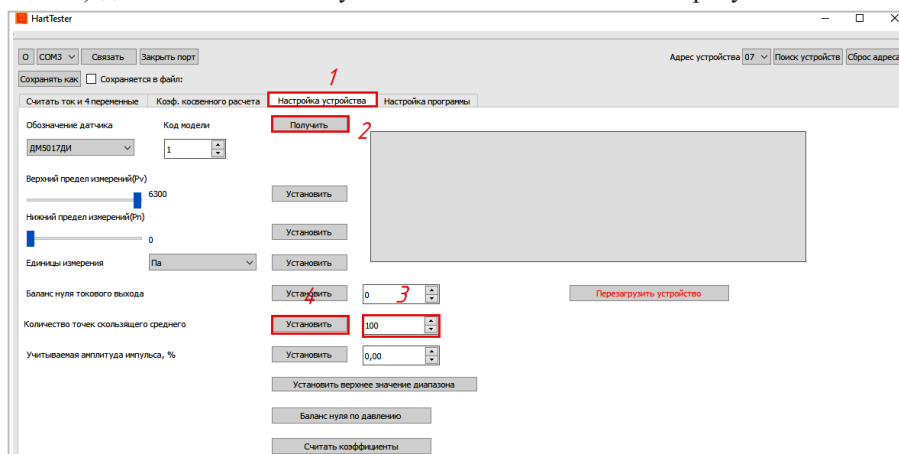 HartTester
О COM3 Связать Закрыть порт Адрес устройства 07 Поиск устройств Сброс адреса
Сохранять как Сохраняется в файл:
1
Считать ток и 4 переменные Коэф. косвенного расчета Настройка устройства Настройка программы
Обозначение датчика Код модели Получить 2
ДМ5017ДИ 1
Верхний предел измерений(Pv)
6300 Установить
Нижний предел измерений(Pn)
0 Установить
Единицы измерения Па Установить
Баланс нуля токового выхода Установить 4 0 3 Перезагрузить устройство
Количество точек скользящего среднего Установить 100
Учитываемая амплитуда импульса, % Установить 0,00
Установить верхнее значение диапазона
Баланс нуля по давлению
Считать коэффициенты